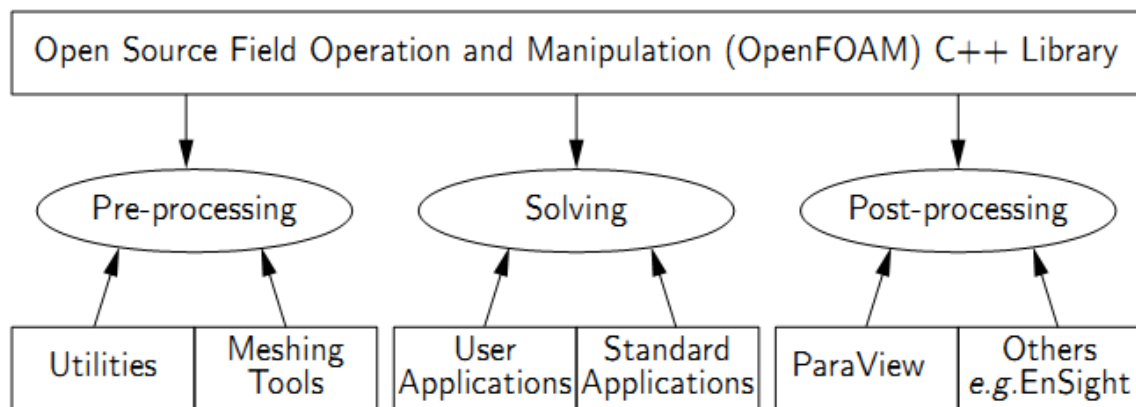 Open Source Field Operation and Manipulation (OpenFOAM) C++ Library
Pre-processing
Solving
Post-processing
Utilities
Meshing
Tools
User
Applications
Standard
Applications
ParaView
Others
e.g.EnSight